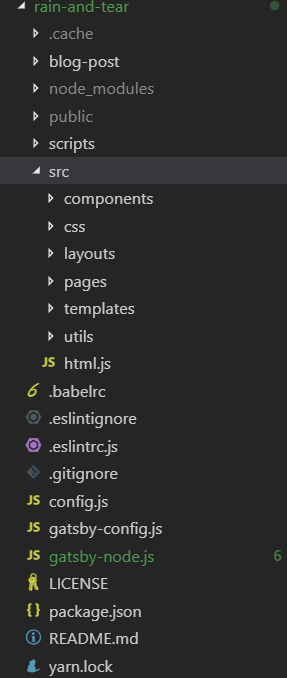 rain-and-tear
.cache
blog-post
node_modules
public
scripts
src
components
css
layouts
pages
templates
utils
JS html.js
.babelrc
.eslintignore
.eslintrc.js
.gitignore
JS config.js
JS gatsby-config.js
JS gatsby-node.js 6
LICENSE
{} package.json
README.md
yarn.lock